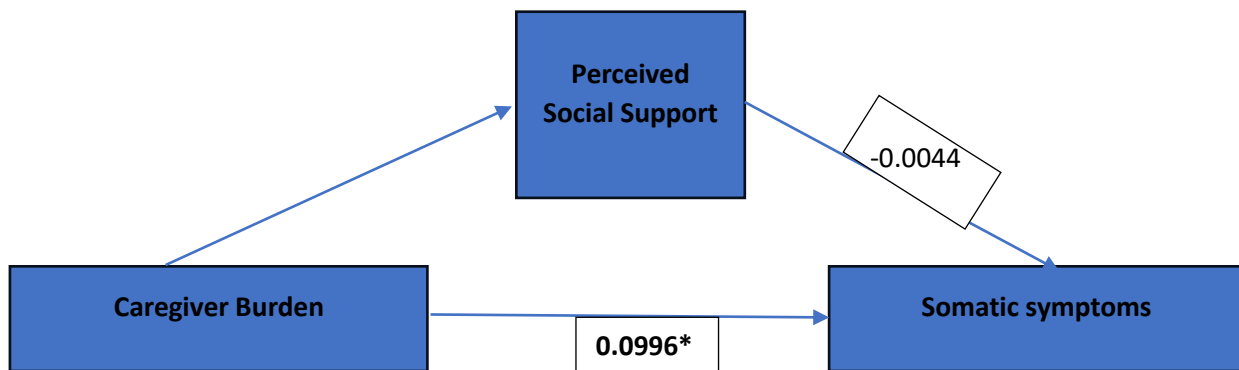 Perceived
Social Support
-0.0044
Caregiver Burden
Somatic symptoms
0.0996*